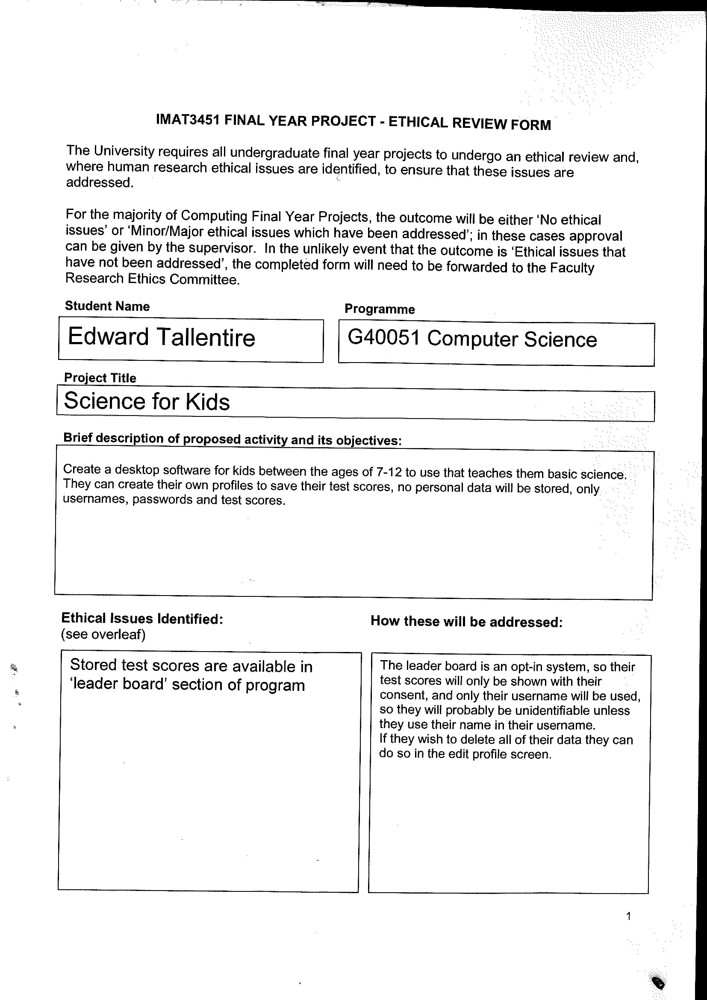 IMAT3451 FINAL YEAR PROJECT - ETHICAL REVIEW FORM
The University requires all undergraduate final year projects to undergo an ethical review and,
where human research ethical issues are identified, to ensure that these issues are
addressed.
For the majority of Computing Final Year Projects, the outcome will be either 'No ethical
issues' or 'Minor/Major ethical issues which have been addressed'; in these cases approval
can be given by the supervisor. In the unlikely event that the outcome is 'Ethical issues that
have not been addressed', the completed form will need to be forwarded to the Faculty
Research Ethics Committee.
Student Name
Edward Tallentire
Programme
G40051 Computer Science
Project Title
Science for Kids
Brief description of proposed activity and its objectives:
Create a desktop software for kids between the ages of 7-12 to use that teaches them basic science.
They can create their own profiles to save their test scores, no personal data will be stored, only
usernames, passwords and test scores.
Ethical Issues Identified:
(see overleaf)
Stored test scores are available in
'leader board' section of program
How these will be addressed:
The leader board is an opt-in system, so their
test scores will only be shown with their
consent, and only their username will be used,
so they will probably be unidentifiable unless
they use their name in their username.
If they wish to delete all of their data they can
do so in the edit profile screen.
1